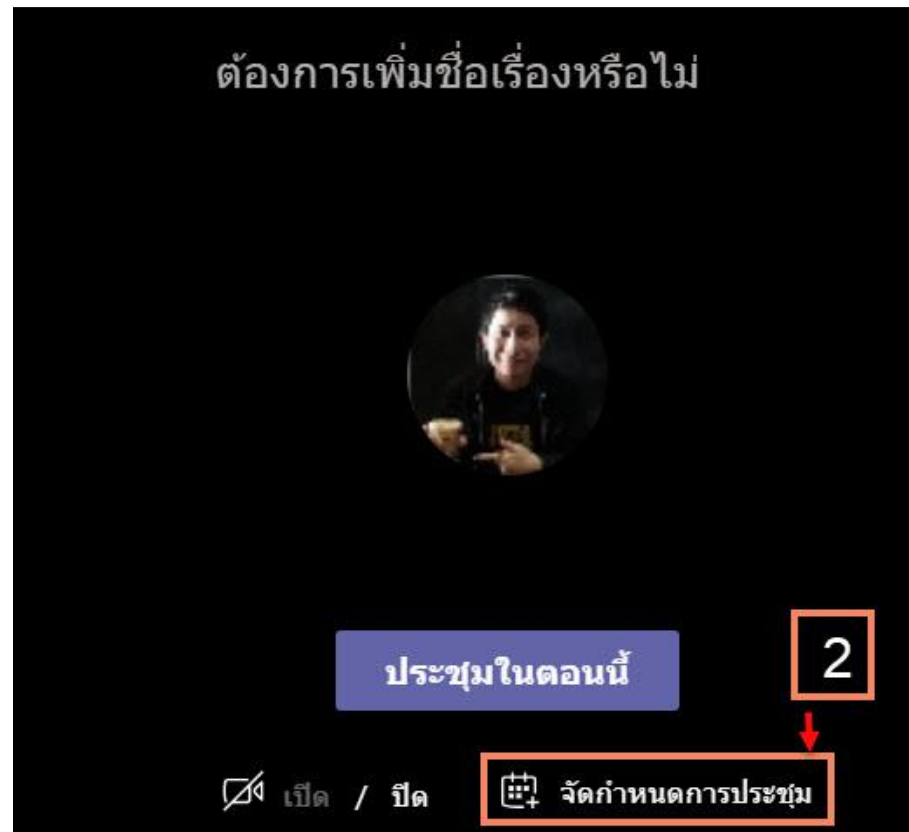 ต้องการเพิ่มชื่อเรื่องหรือไม่
ประชุมในตอนนี้
2
เปิด / ปิด
จัดกำหนดการประชุม